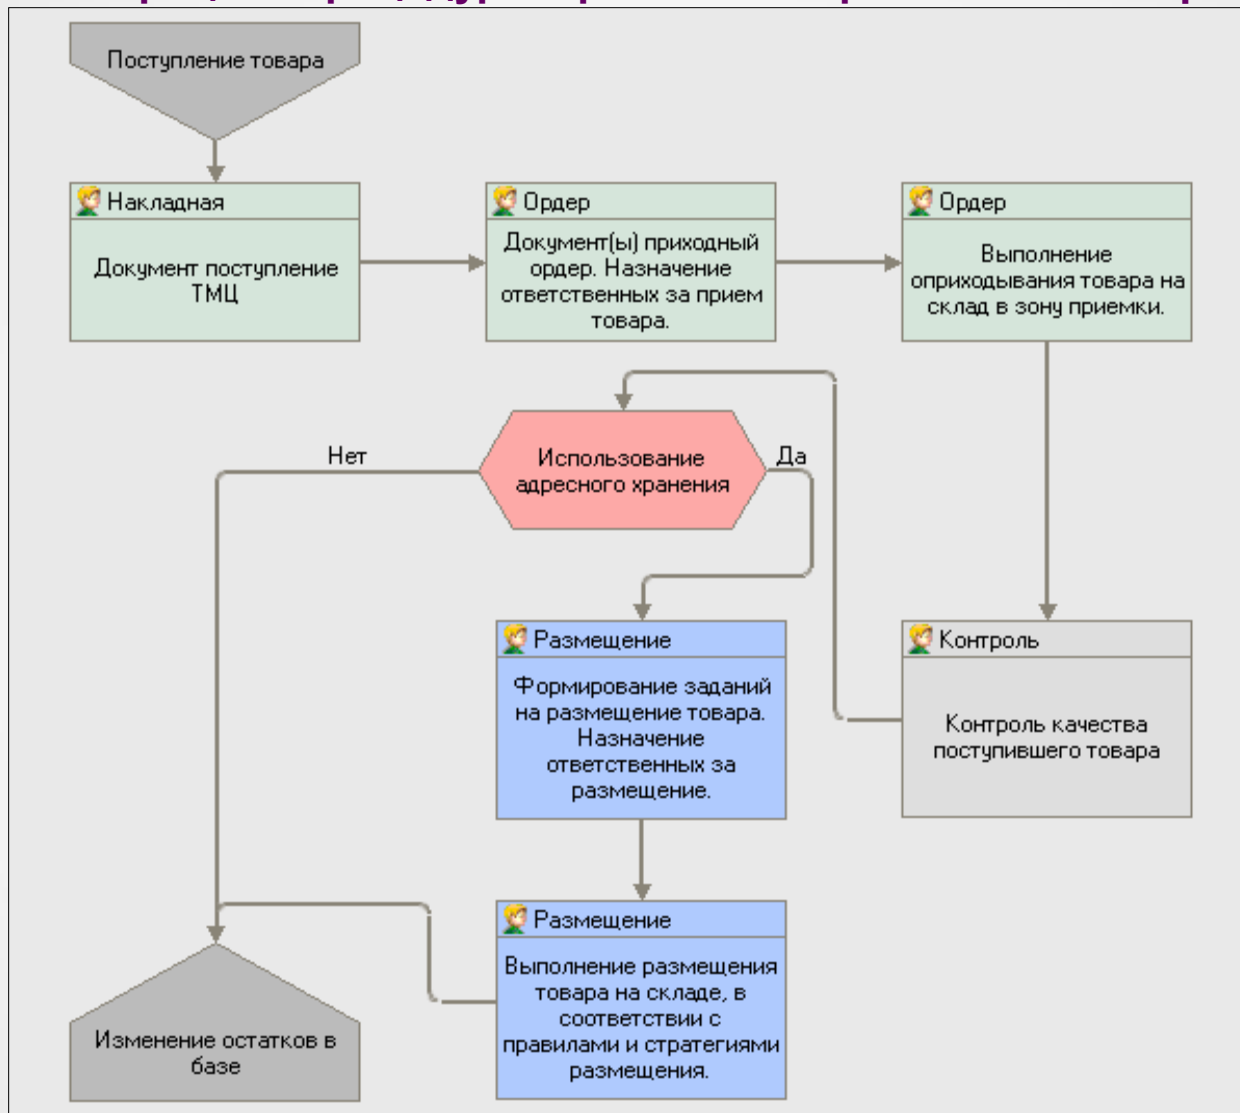 Поступление товара
Накладная
Документ поступление
ТМЦ
Ордер
Документ(ы) приходный
ордер. Назначение
ответственных за прием
товара.
Ордер
Выполнение
оприходывания товара на
склад в зону приемки.
Нет
Использование
адресного хранения
Да
Размещение
Формирование заданий
на размещение товара.
Назначение
ответственных за
размещение.
Контроль
Контроль качества
поступившего товара
Размещение
Выполнение размещения
товара на складе, в
соответствии с
правилами и стратегиями
размещения.
Изменение остатков в
базе